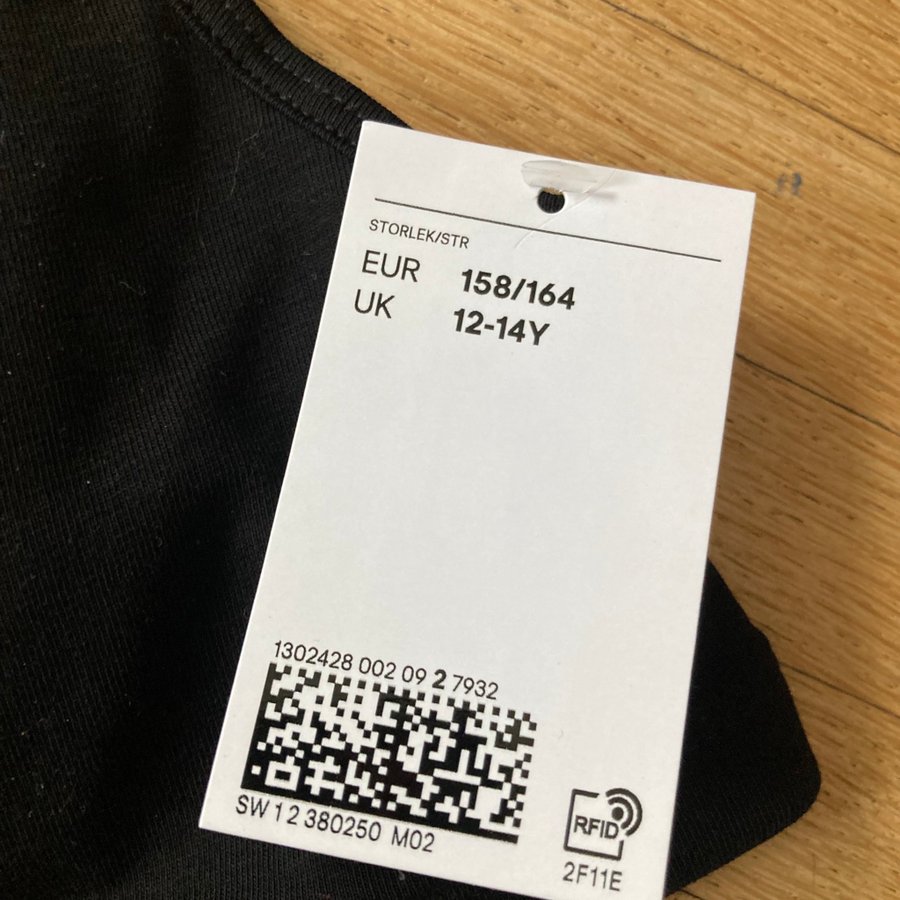 STORLEK/STR
EUR 158/164
UK 12-14Y
1302428 002 09 2 7932
SW 1 2 380250 M02
RFID
2F11E